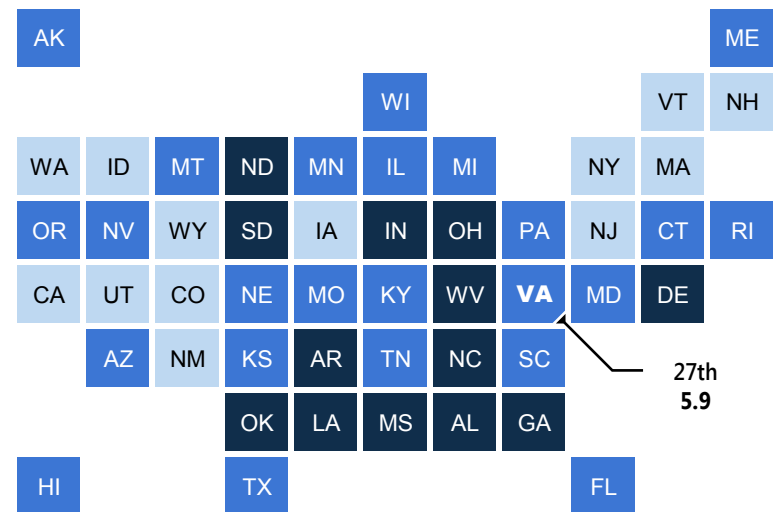 AK ME
WI VT NH
WA ID MT ND MN IL MI NY MA
OR NV WY SD IA IN OH PA NJ CT RI
CA UT CO NE MO KY WV VA MD DE
AZ NM KS AR TN NC SC
27th
5.9
OK LA MS AL GA
HI TX FL